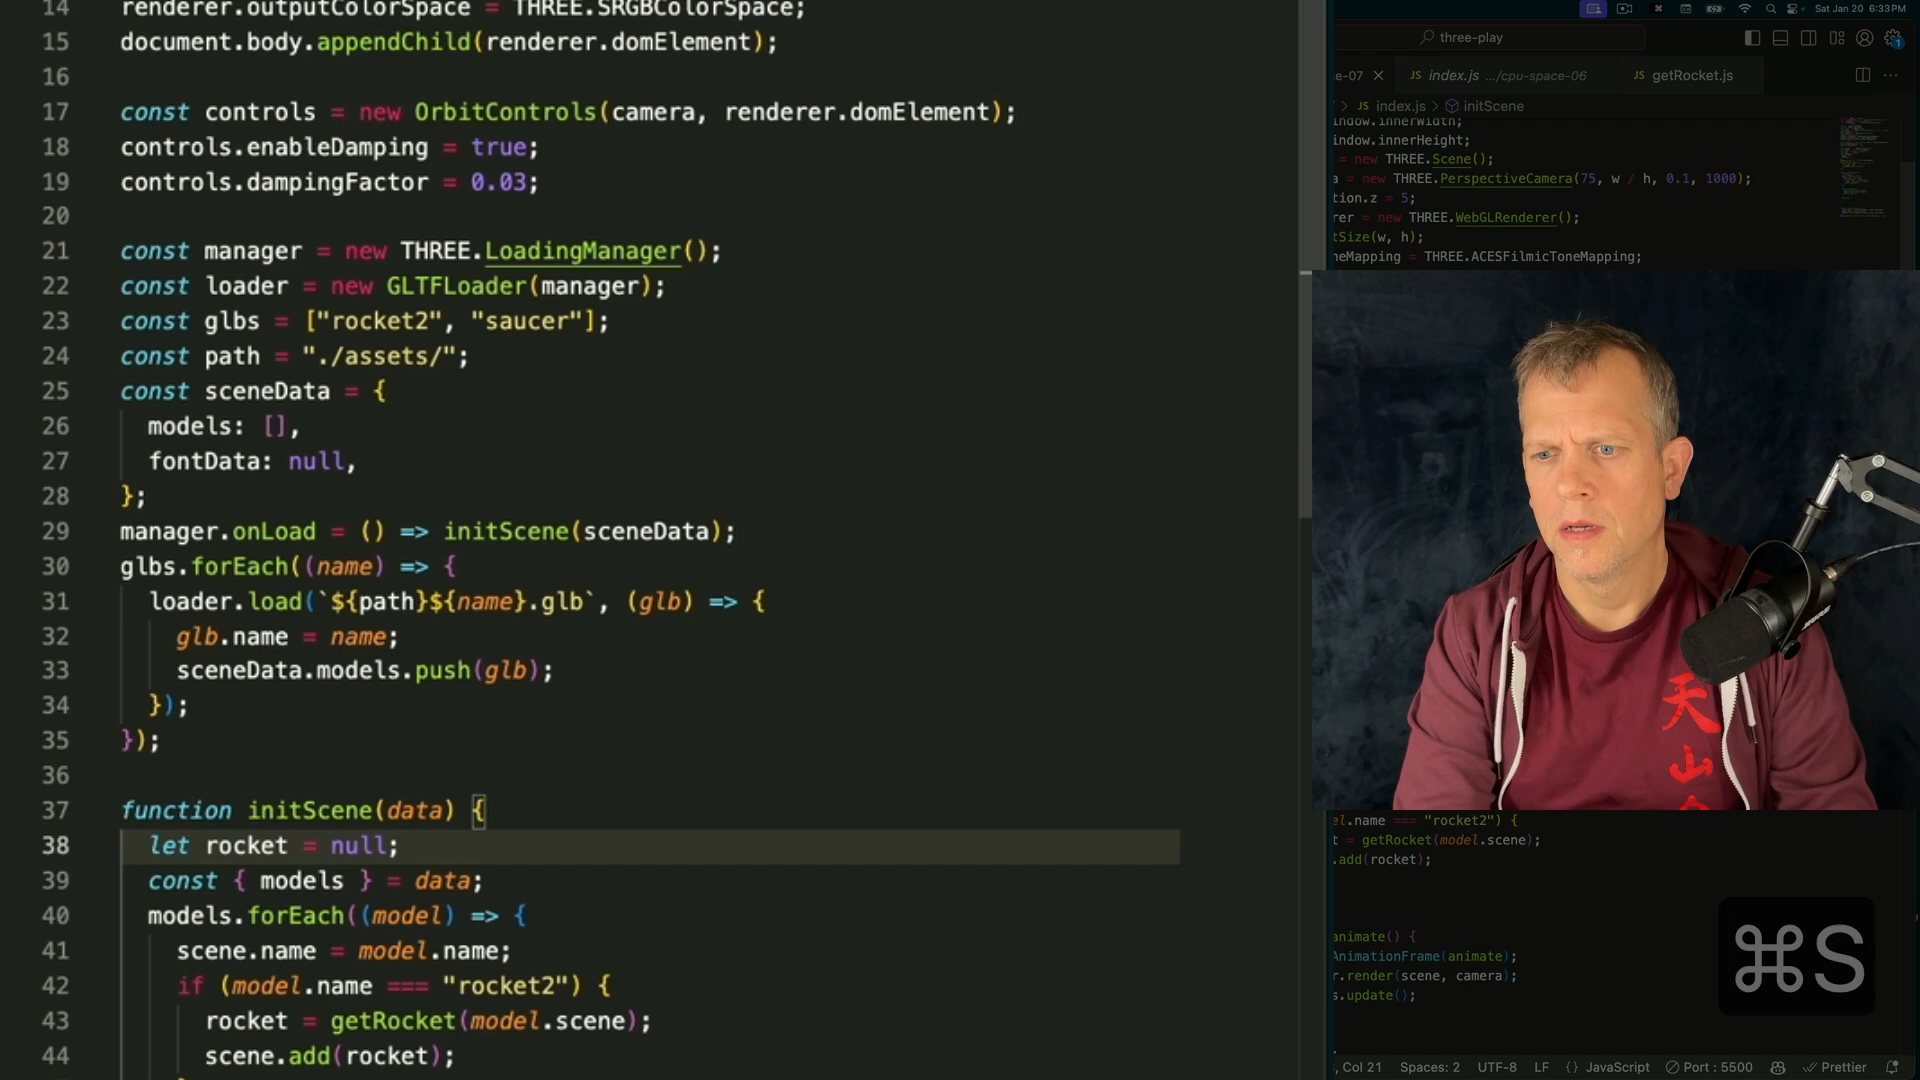 14 renderer.outputColorSpace = THREE.SRGBColorSpace;
15 document.body.appendChild(renderer.domElement);
16
17 const controls = new OrbitControls(camera, renderer.domElement);
18 controls.enableDamping = true;
19 controls.dampingFactor = 0.03;
20
21 const manager = new THREE.LoadingManager();
22 const loader = new GLTFLoader(manager);
23 const glbs = ["rocket2", "saucer"];
24 const path = "./assets/";
25 const sceneData = {
26 models: [],
27 fontData: null,
28 };
29 manager.onLoad = () => initScene(sceneData);
30 glbs.forEach((name) => {
31 loader.load(`${path}${name}.glb`, (glb) => {
32 glb.name = name;
33 sceneData.models.push(glb);
34 });
35 });
36
37 function initScene(data) {
38 let rocket = null;
39 const { models } = data;
40 models.forEach((model) => {
41 scene.name = model.name;
42 if (model.name === "rocket2") {
43 rocket = getRocket(model.scene);
44 scene.add(rocket);
Sat Jan 20 6:33 PM
three-play
1
e-07
JS index.js .../cpu-space-06
JS getRocket.js
> JS index.js > initScene
indow.innerWidth;
indow.innerHeight;
= new THREE.Scene();
a = new THREE.PerspectiveCamera(75, w / h, 0.1, 1000);
tion.z = 5;
rer = new THREE.WebGLRenderer();
tSize(w, h);
neMapping = THREE.ACESFilmicToneMapping;
天
山
el.name === "rocket2") {
t = getRocket(model.scene);
.add(rocket);
animate() {
AnimationFrame(animate);
r.render(scene, camera);
s.update();
⌘S
, Col 21 Spaces: 2 UTF-8 LF {} JavaScript Port : 5500 Prettier